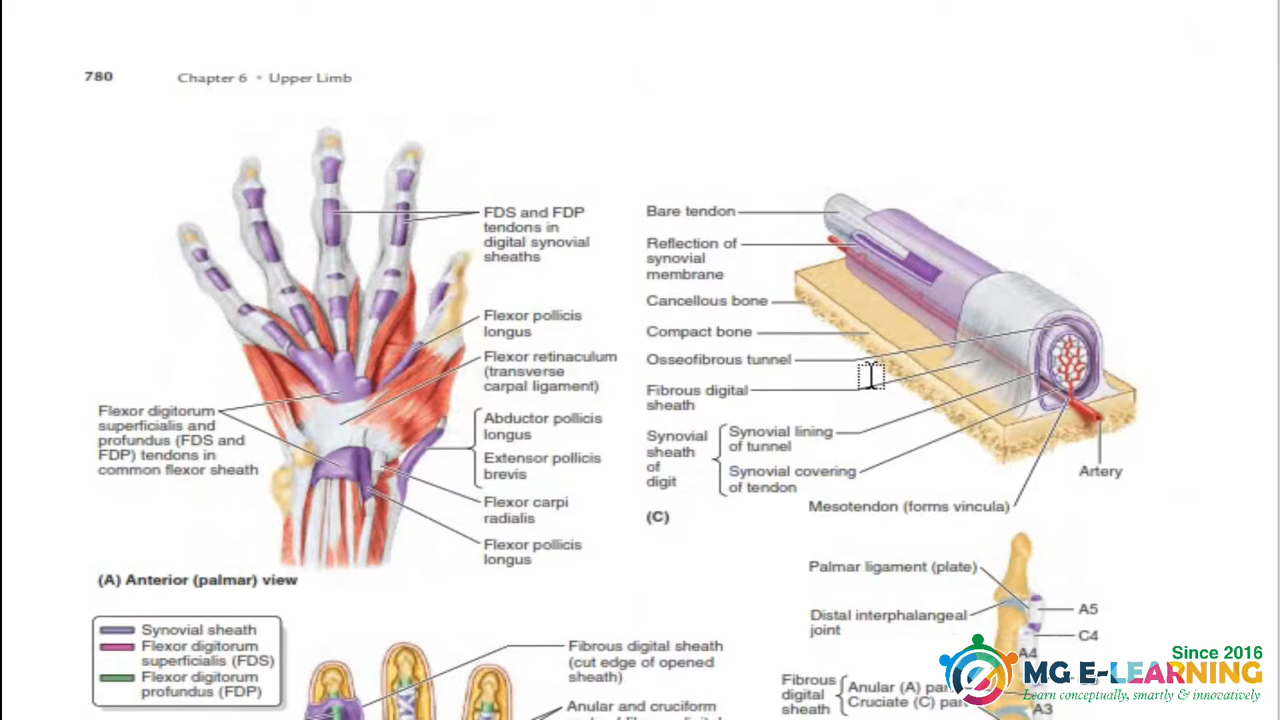 780 Chapter 6 • Upper Limb
FDS and FDP
tendons in
digital synovial
sheaths
Flexor pollicis
longus
Flexor retinaculum
(transverse
carpal ligament)
Flexor digitorum
superficialis and
profundus (FDS and
FDP) tendons in
common flexor sheath
Abductor pollicis
longus
Extensor pollicis
brevis
Flexor carpi
radialis
Flexor pollicis
longus
(A) Anterior (palmar) view
Bare tendon
Reflection of
synovial
membrane
Cancellous bone
Compact bone
Osseofibrous tunnel
Fibrous digital
sheath
Synovial
sheath
of
digit
Synovial lining
of tunnel
Synovial covering
of tendon
Artery
Mesotendon (forms vincula)
(C)
Synovial sheath
Flexor digitorum
superficialis (FDS)
Flexor digitorum
profundus (FDP)
Fibrous digital sheath
(cut edge of opened
sheath)
Anular and cruciform
Palmar ligament (plate)
Distal interphalangeal
joint
A5
C4
A4
Fibrous
digital
sheath
Anular (A) par
Cruciate (C) part
A3
Since 2016
MG E-LEARNING
Learn conceptually, smartly & innovatively